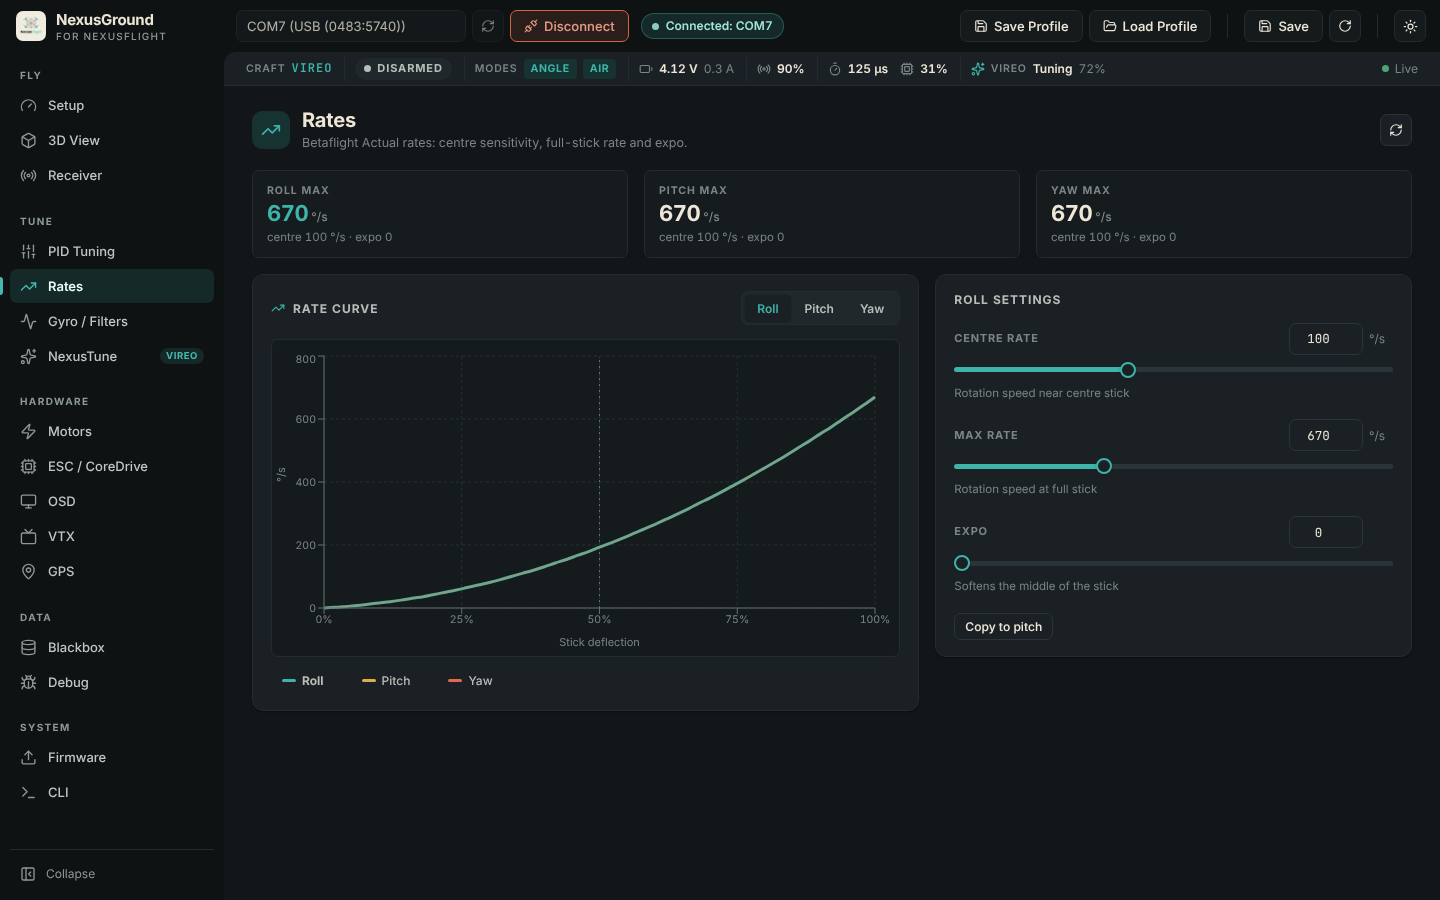 NexusGround
FOR NEXUSFLIGHT
COM7 (USB (0483:5740))
Disconnect
Connected: COM7
Save Profile
Load Profile
Save
CRAFT VIREO
DISARMED
MODES ANGLE AIR
4.12 V 0.3 A
90%
125 µs
31%
VIREO Tuning 72%
Live
FLY
Setup
3D View
Receiver
TUNE
PID Tuning
Rates
Gyro / Filters
NexusTune VIREO
HARDWARE
Motors
ESC / CoreDrive
OSD
VTX
GPS
DATA
Blackbox
Debug
SYSTEM
Firmware
CLI
Collapse
Rates
Betaflight Actual rates: centre sensitivity, full-stick rate and expo.
ROLL MAX
670 °/s
centre 100 °/s · expo 0
PITCH MAX
670 °/s
centre 100 °/s · expo 0
YAW MAX
670 °/s
centre 100 °/s · expo 0
RATE CURVE
Roll Pitch Yaw
800
600
400
200
0
°/s
0% 25% 50% 75% 100%
Stick deflection
Roll Pitch Yaw
ROLL SETTINGS
CENTRE RATE 100 °/s
Rotation speed near centre stick
MAX RATE 670 °/s
Rotation speed at full stick
EXPO 0
Softens the middle of the stick
Copy to pitch